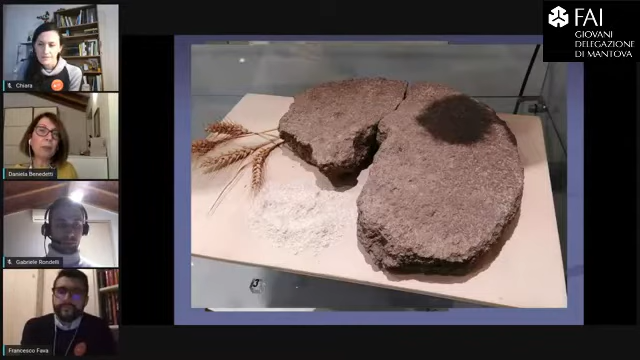 FAI
GIOVANI
DELEGAZIONE
DI MANTOVA
Chiara
Daniela Benedetti
Gabriele Rondelli
Francesco Fava